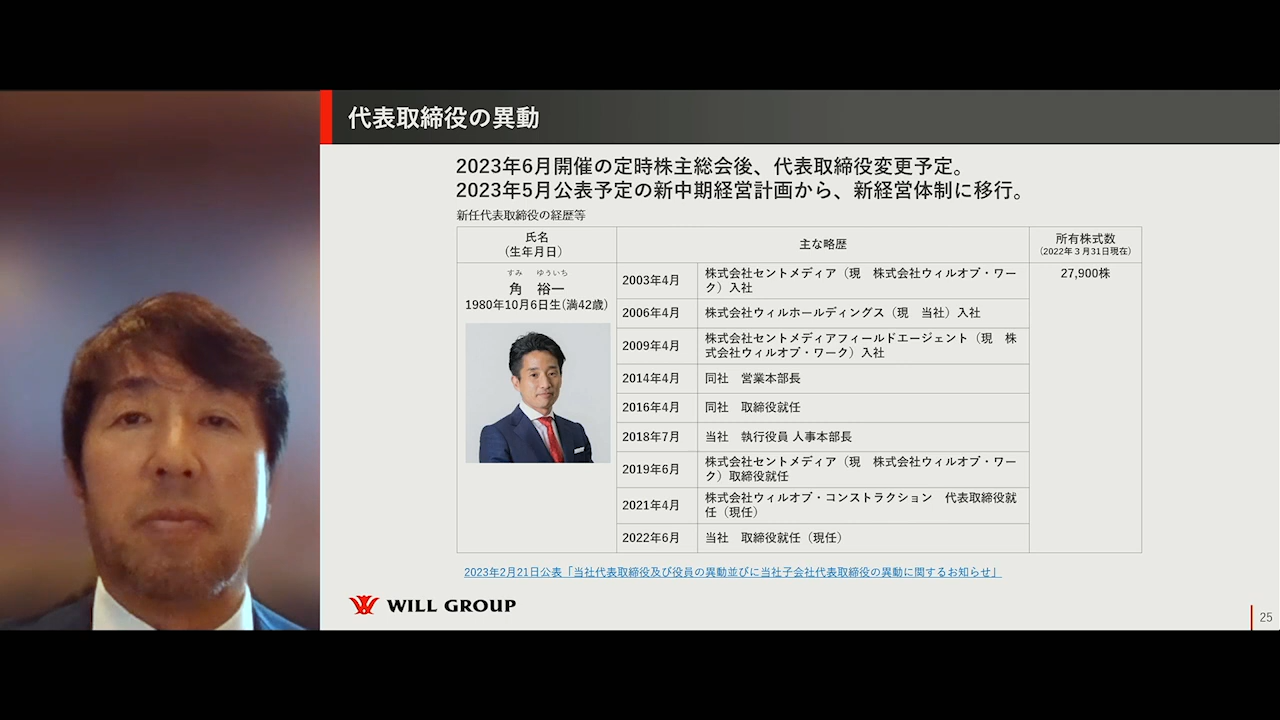 代表取締役の異動
2023年6月開催の定時株主総会後、代表取締役変更予定。
2023年5月公表予定の新中期経営計画から、新経営体制に移行。
新任代表取締役の経歴等
氏名
(生年月日)
主な略歴
所有株式数
(2022年3月31日現在)
すみ ゆういち
角 裕一
1980年10月6日生(満42歳)
2003年4月
株式会社セントメディア（現 株式会社ウィルオブ・ワー
ク）入社
27,900株
2006年4月
株式会社ウィルホールディングス（現 当社）入社
2009年4月
株式会社セントメディアフィールドエージェント（現 株
式会社ウィルオブ・ワーク）入社
2014年4月
同社 営業本部長
2016年4月
同社 取締役就任
2018年7月
当社 執行役員 人事本部長
2019年6月
株式会社セントメディア（現 株式会社ウィルオブ・ワー
ク）取締役就任
2021年4月
株式会社ウィルオブ・コンストラクション 代表取締役就
任（現任）
2022年6月
当社 取締役就任（現任）
2023年2月21日公表「当社代表取締役及び役員の異動並びに当社子会社代表取締役の異動に関するお知らせ」
WILL GROUP
25